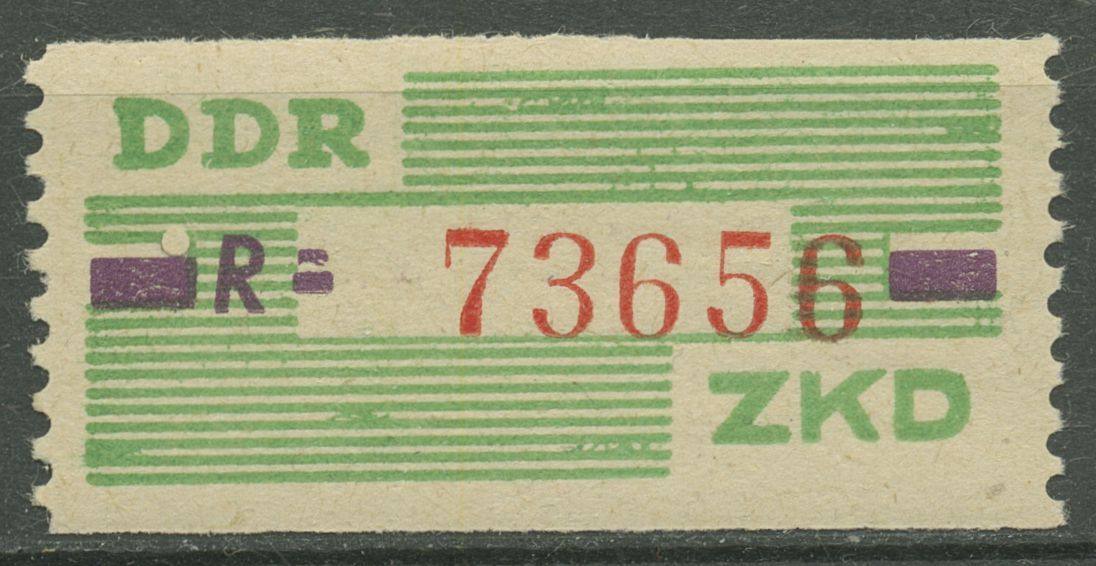 DDR
R= 73656
ZKD